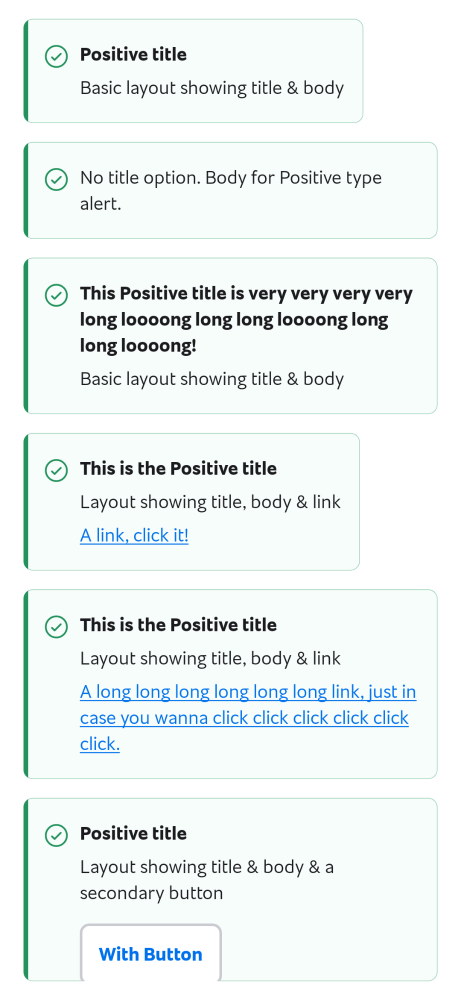 Positive title
Basic layout showing title & body
No title option. Body for Positive type
alert.
This Positive title is very very very very
long loooong long long loooong long
long loooong!
Basic layout showing title & body
This is the Positive title
Layout showing title, body & link
A link, click it!
This is the Positive title
Layout showing title, body & link
A long long long long long long link, just in
case you wanna click click click click click
click.
Positive title
Layout showing title & body & a
secondary button
With Button